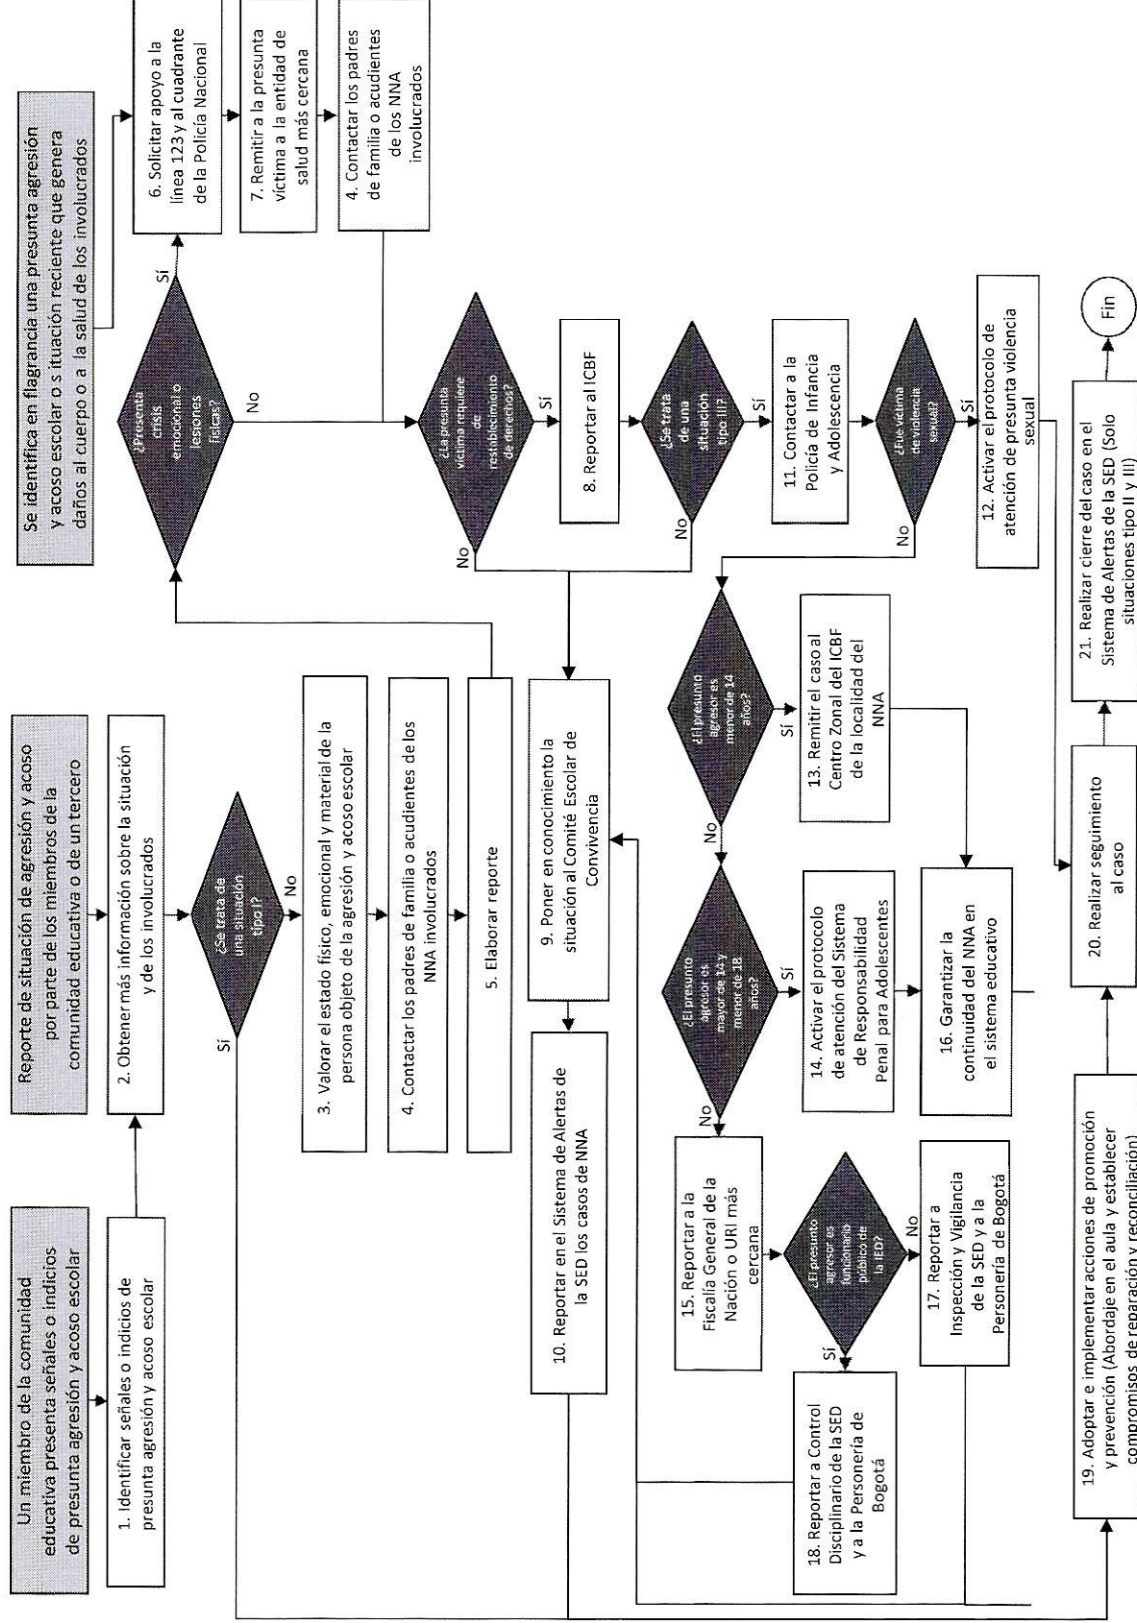 Un miembro de la comunidad
educativa presenta señales o indicios
de presunta agresión y acoso escolar
Reporte de situación de agresión y acoso
por parte de los miembros de la
comunidad educativa o de un tercero
Se identifica en flagrancia una presunta agresión
y acoso escolar o situación reciente que genera
daños al cuerpo o a la salud de los involucrados
1. Identificar señales o indicios de
presunta agresión y acoso escolar
2. Obtener más información sobre la situación
y de los involucrados
¿Se trata de
una situación
tipo I?
Sí
No
3. Valorar el estado físico, emocional y material de la
persona objeto de la agresión y acoso escolar
4. Contactar los padres de familia o acudientes de los
NNA involucrados
5. Elaborar reporte
¿Presenta
crisis
emocional o
lesiones
físicas?
Sí
No
6. Solicitar apoyo a la
línea 123 y al cuadrante
de la Policía Nacional
7. Remitir a la presunta
víctima a la entidad de
salud más cercana
4. Contactar los padres
de familia o acudientes
de los NNA
involucrados
¿La presunta
víctima requiere
de
restablecimiento
de derechos?
No
Sí
8. Reportar al ICBF
¿Se trata
de una
situación
tipo III?
No
Sí
9. Poner en conocimiento la
situación al Comité Escolar de
Convivencia
10. Reportar en el Sistema de Alertas de
la SED los casos de NNA
11. Contactar a la
Policía de Infancia
y Adolescencia
¿Fue víctima
de violencia
sexual?
No
Sí
12. Activar el protocolo de
atención de presunta violencia
sexual
¿El presunto
agresor es
menor de 14
años?
No
Sí
13. Remitir el caso al
Centro Zonal del ICBF
de la localidad del
NNA
¿El presunto
agresor es
mayor de 14 y
menor de 18
años?
No
Sí
14. Activar el protocolo
de atención del Sistema
de Responsabilidad
Penal para Adolescentes
15. Reportar a la
Fiscalía General de la
Nación o URI más
cercana
16. Garantizar la
continuidad del NNA en
el sistema educativo
¿El presunto
agresor es
funcionario
público de
la IED?
Sí
No
17. Reportar a
Inspección y Vigilancia
de la SED y a la
Personería de Bogotá
18. Reportar a Control
Disciplinario de la SED
y a la Personería de
Bogotá
19. Adoptar e implementar acciones de promoción
y prevención (Abordaje en el aula y establecer
compromisos de reparación y reconciliación)
20. Realizar seguimiento
al caso
21. Realizar cierre del caso en el
Sistema de Alertas de la SED (Solo
situaciones tipo II y III)
Fin